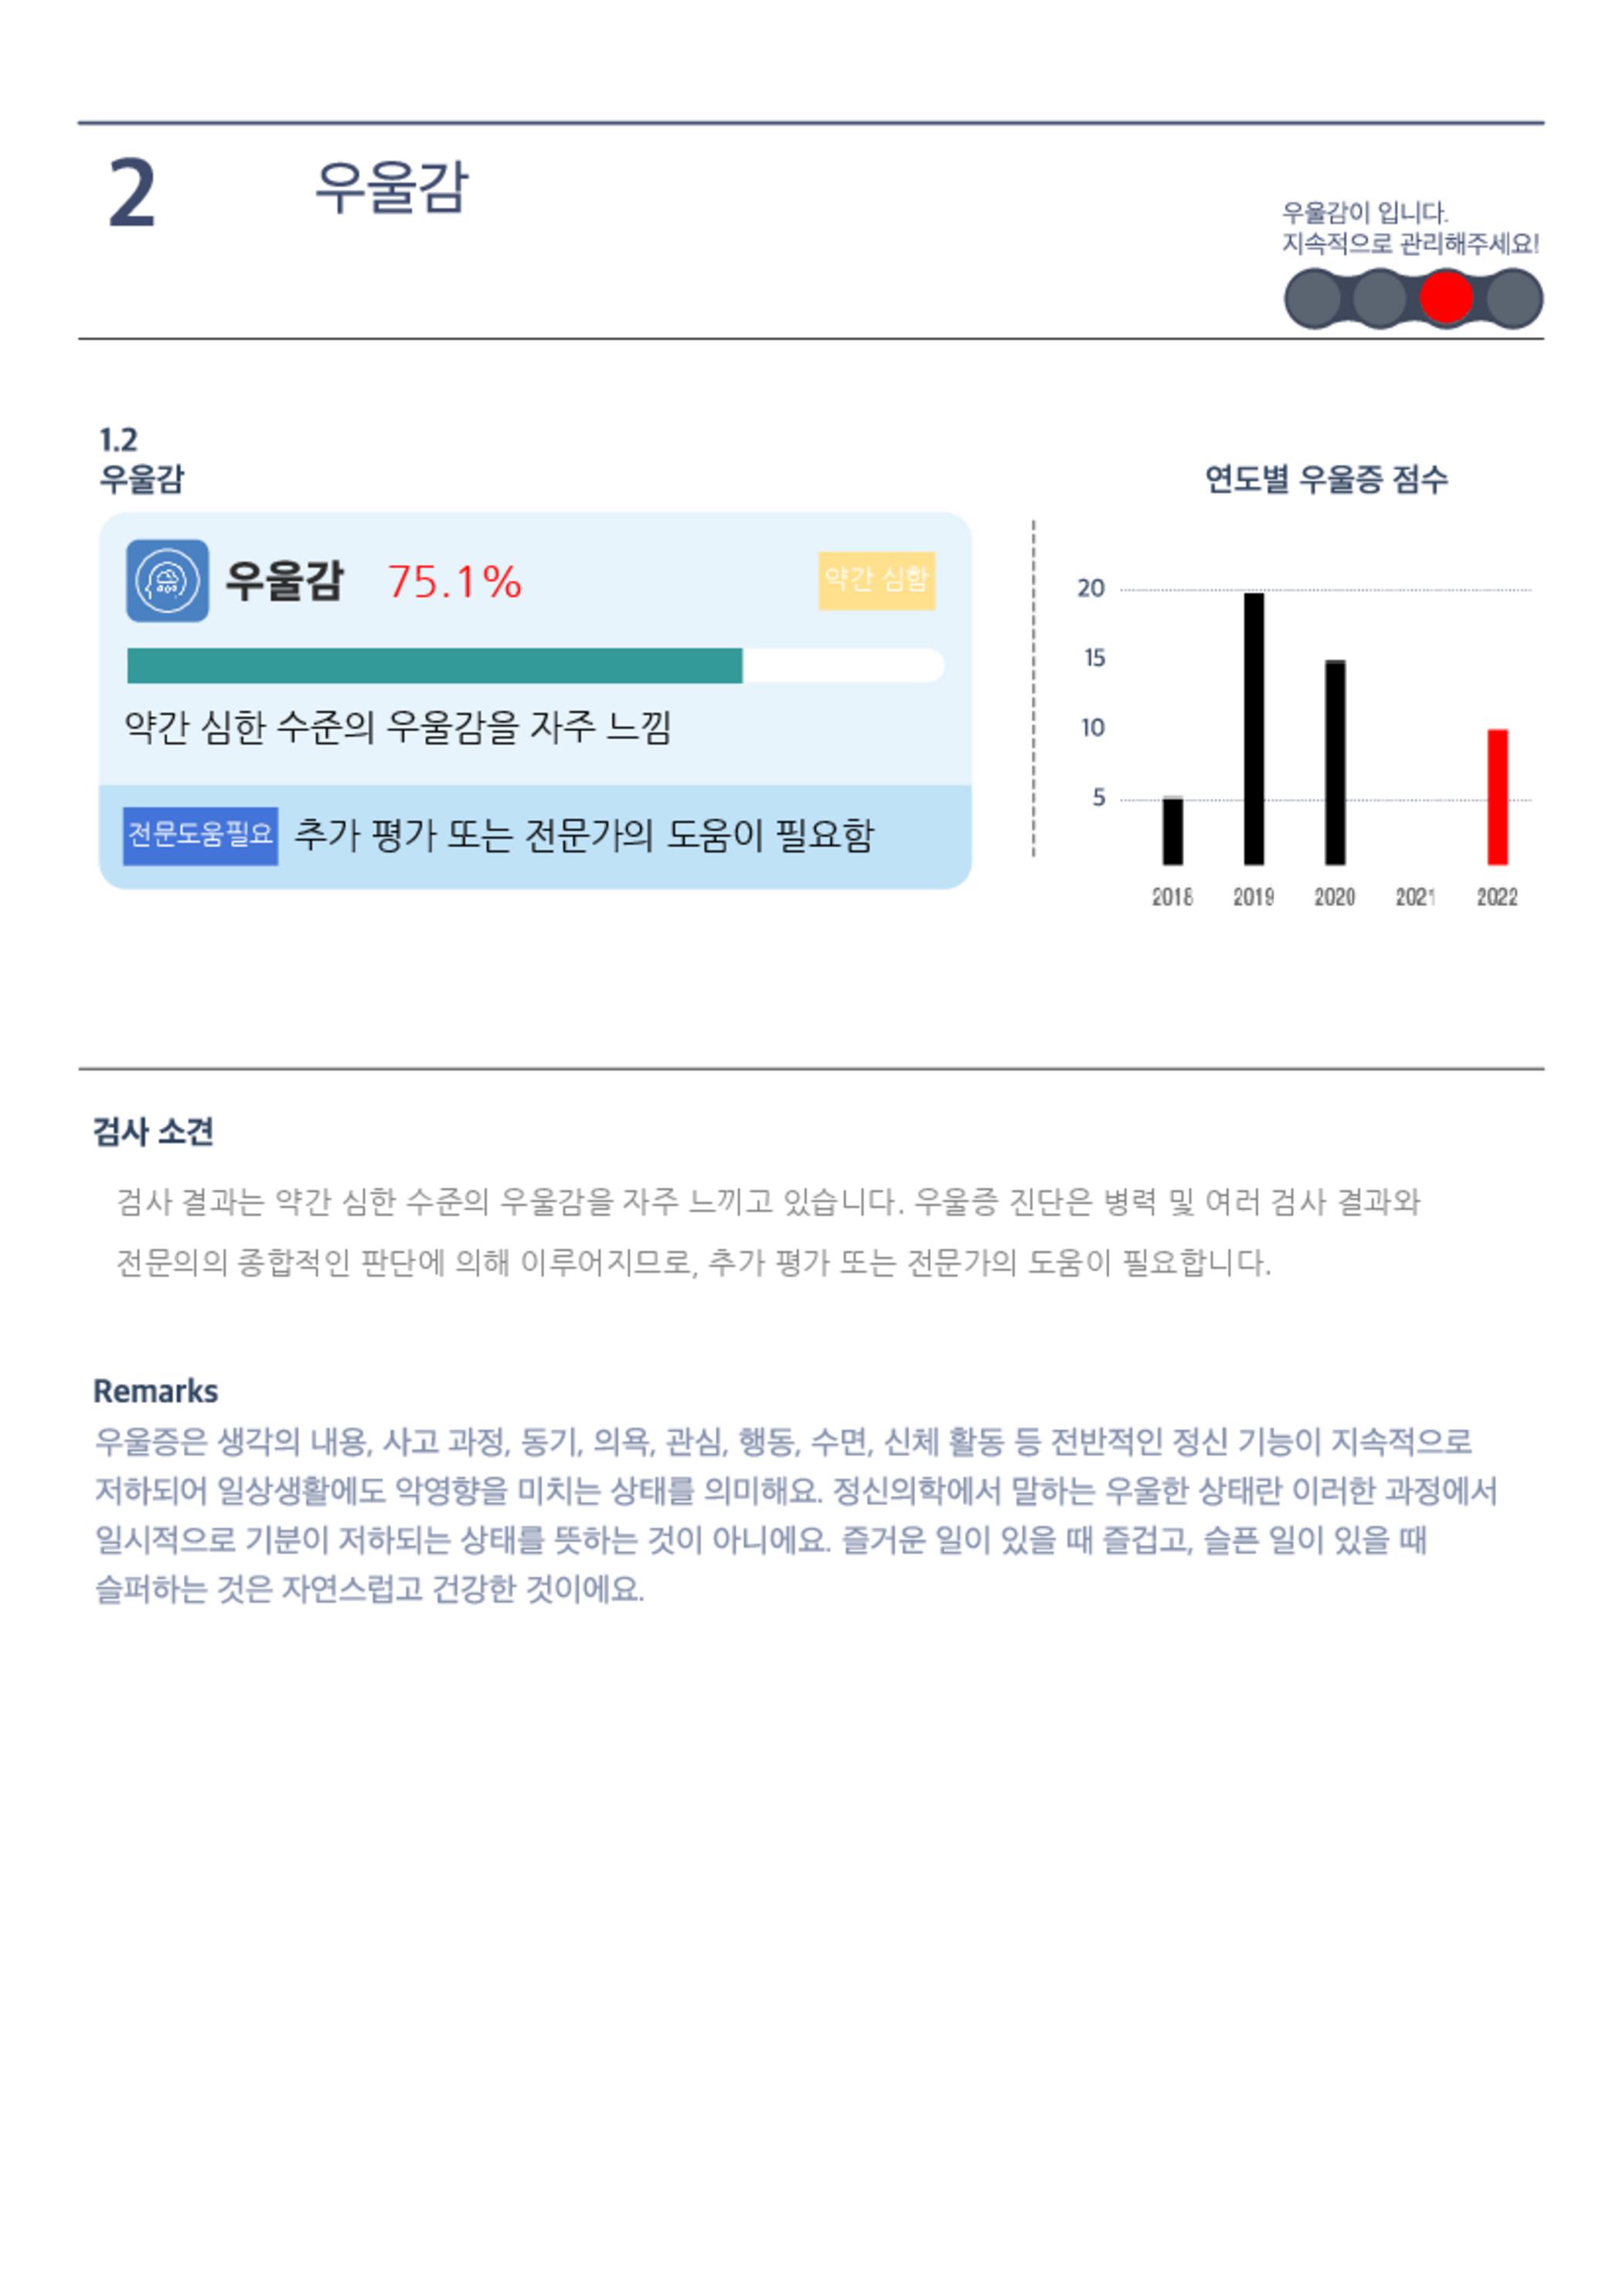 2 우울감
우울감이 입니다.
지속적으로 관리해주세요!
1.2
우울감
우울감 75.1% 약간 심함
약간 심한 수준의 우울감을 자주 느낌
전문도움필요 추가 평가 또는 전문가의 도움이 필요함
연도별 우울증 점수
20
15
10
5
2018 2019 2020 2021 2022
검사 소견
검사 결과는 약간 심한 수준의 우울감을 자주 느끼고 있습니다. 우울증 진단은 병력 및 여러 검사 결과와
전문의의 종합적인 판단에 의해 이루어지므로, 추가 평가 또는 전문가의 도움이 필요합니다.
Remarks
우울증은 생각의 내용, 사고 과정, 동기, 의욕, 관심, 행동, 수면, 신체 활동 등 전반적인 정신 기능이 지속적으로
저하되어 일상생활에도 악영향을 미치는 상태를 의미해요. 정신의학에서 말하는 우울한 상태란 이러한 과정에서
일시적으로 기분이 저하되는 상태를 뜻하는 것이 아니에요. 즐거운 일이 있을 때 즐겁고, 슬픈 일이 있을 때
슬퍼하는 것은 자연스럽고 건강한 것이에요.